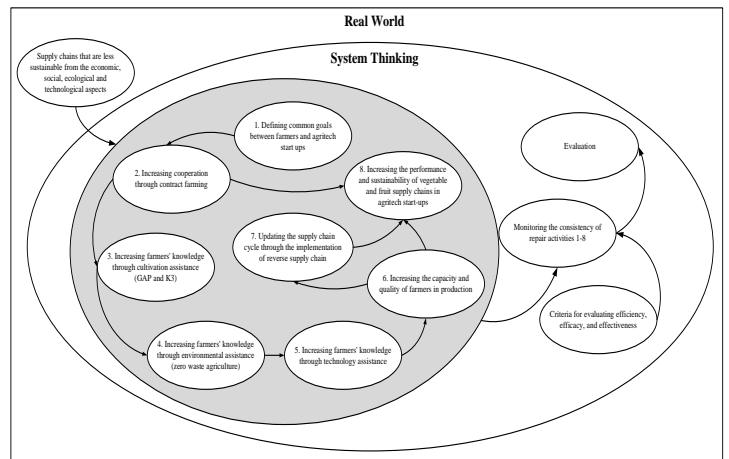 Real World
System Thinking
Supply chains that are less
sustainable from the economic,
social, ecological and
technological aspects
1. Defining common goals
between farmers and agritech
start ups
2. Increasing cooperation
through contract farming
8. Increasing the performance
and sustainability of vegetable
and fruit supply chains in
agritech start-ups
Evaluation
7. Updating the supply chain
cycle through the implementation
of reverse supply chain
Monitoring the consistency of
repair activities 1-8
3. Increasing farmers' knowledge
through cultivation assistance
(GAP and K3)
6. Increasing the capacity and
quality of farmers in production
Criteria for evaluating efficiency,
efficacy, and effectiveness
4. Increasing farmers' knowledge
through environmental assistance
(zero waste agriculture)
5. Increasing farmers' knowledge
through technology assistance